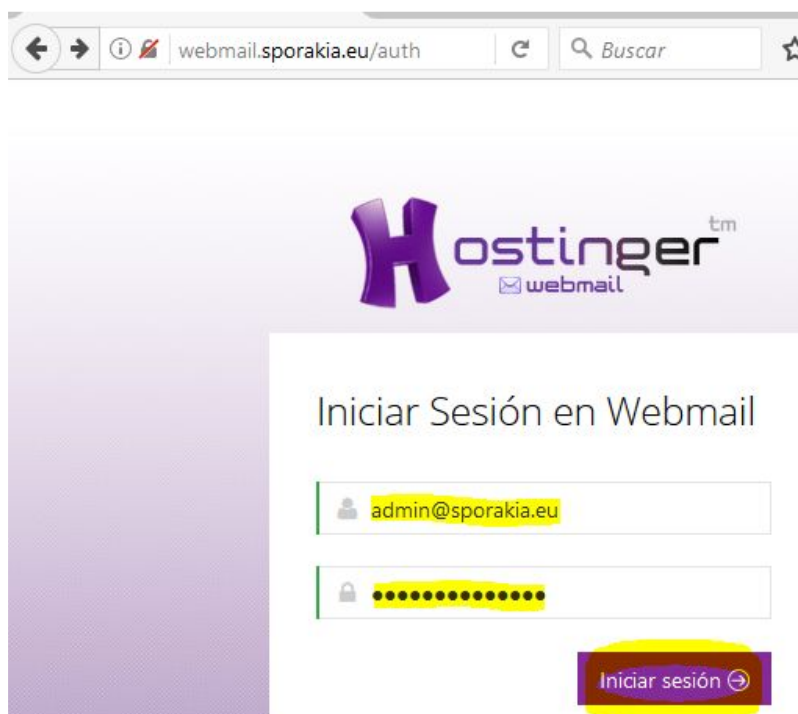 webmail.sporakia.eu/auth Buscar
Hostinger tm
webmail
Iniciar Sesión en Webmail
admin@sporakia.eu
••••••••••••••
Iniciar sesión